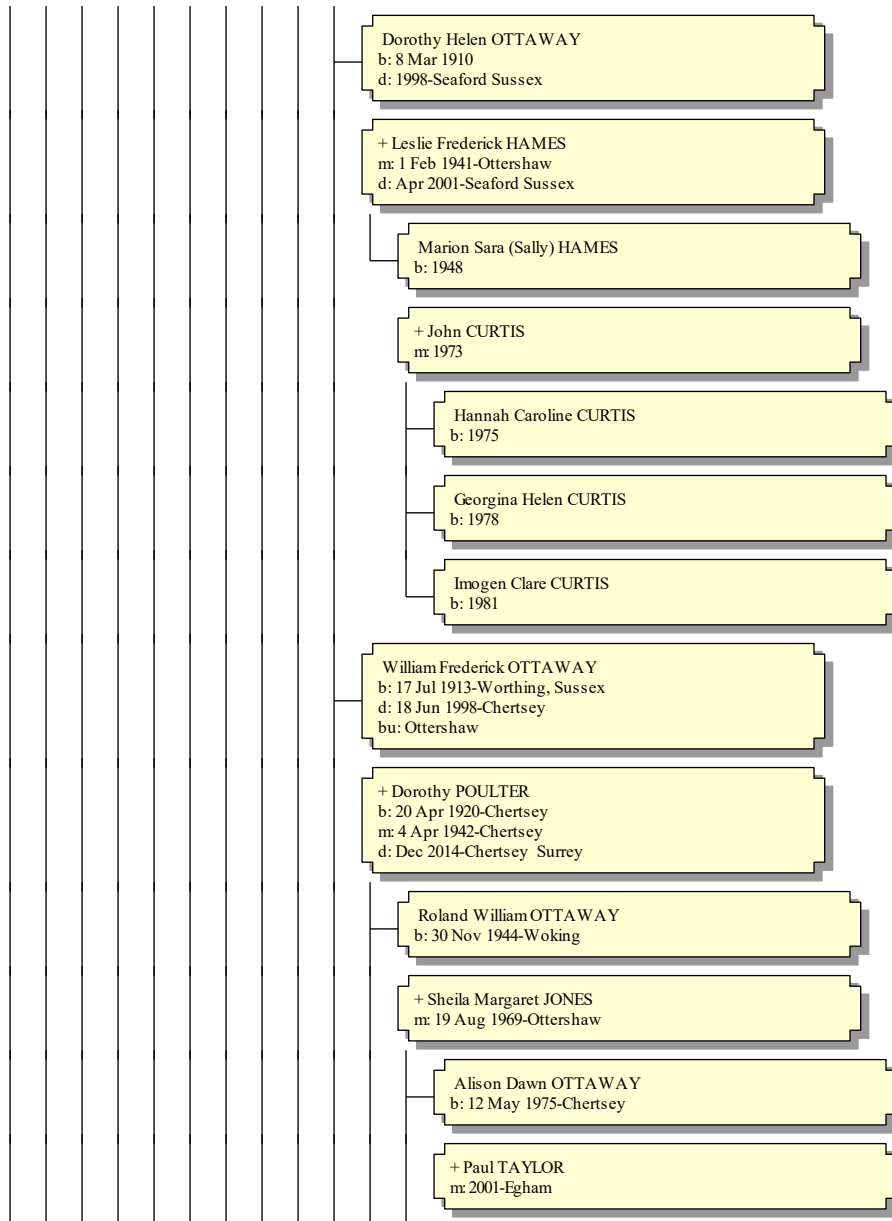 Dorothy Helen OTTAWAY
b: 8 Mar 1910
d: 1998-Seaford Sussex
+ Leslie Frederick HAMES
m: 1 Feb 1941-Ottershaw
d: Apr 2001-Seaford Sussex
Marion Sara (Sally) HAMES
b: 1948
+ John CURTIS
m: 1973
Hannah Caroline CURTIS
b: 1975
Georgina Helen CURTIS
b: 1978
Imogen Clare CURTIS
b: 1981
William Frederick OTTAWAY
b: 17 Jul 1913-Worthing, Sussex
d: 18 Jun 1998-Chertsey
bu: Ottershaw
+ Dorothy POULTER
b: 20 Apr 1920-Chertsey
m: 4 Apr 1942-Chertsey
d: Dec 2014-Chertsey  Surrey
Roland William OTTAWAY
b: 30 Nov 1944-Woking
+ Sheila Margaret JONES
m: 19 Aug 1969-Ottershaw
Alison Dawn OTTAWAY
b: 12 May 1975-Chertsey
+ Paul TAYLOR
m: 2001-Egham